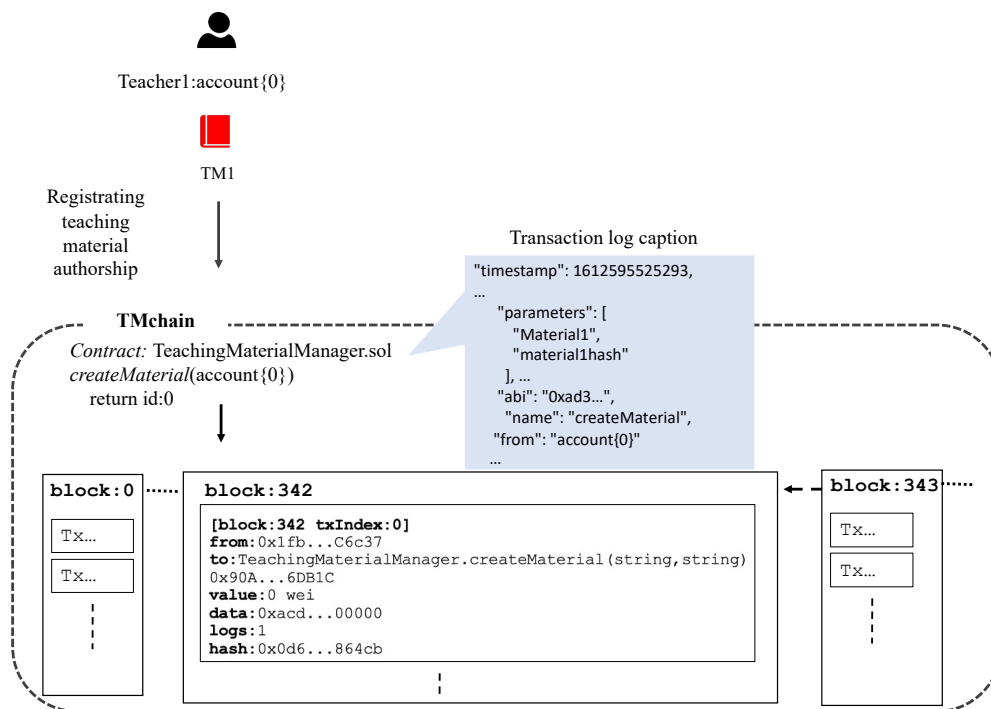 Teacher1:account{0}
TM1
Registrating
teaching
material
authorship
Transaction log caption
"timestamp": 1612595525293,
…
"parameters": [
"Material1",
"material1hash"
], …
"abi": "0xad3…",
"name": "createMaterial",
"from": "account{0}"
…
TMchain
Contract: TeachingMaterialManager.sol
createMaterial(account{0})
return id:0
block:0
Tx…
Tx…
block:342
[block:342 txIndex:0]
from:0x1fb...C6c37
to:TeachingMaterialManager.createMaterial(string,string)
0x90A...6DB1C
value:0 wei
data:0xacd...00000
logs:1
hash:0x0d6...864cb
block:343
Tx…
Tx…